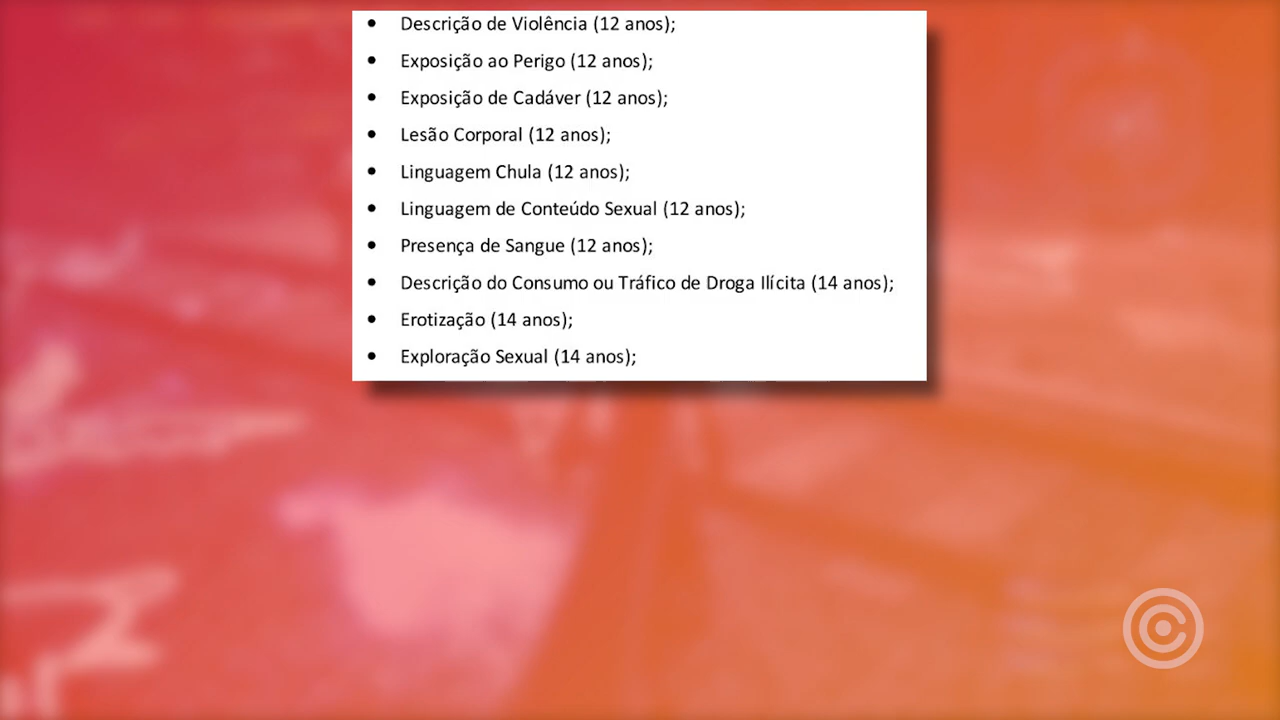 • Descrição de Violência (12 anos);
• Exposição ao Perigo (12 anos);
• Exposição de Cadáver (12 anos);
• Lesão Corporal (12 anos);
• Linguagem Chula (12 anos);
• Linguagem de Conteúdo Sexual (12 anos);
• Presença de Sangue (12 anos);
• Descrição do Consumo ou Tráfico de Droga Ilícita (14 anos);
• Erotização (14 anos);
• Exploração Sexual (14 anos);